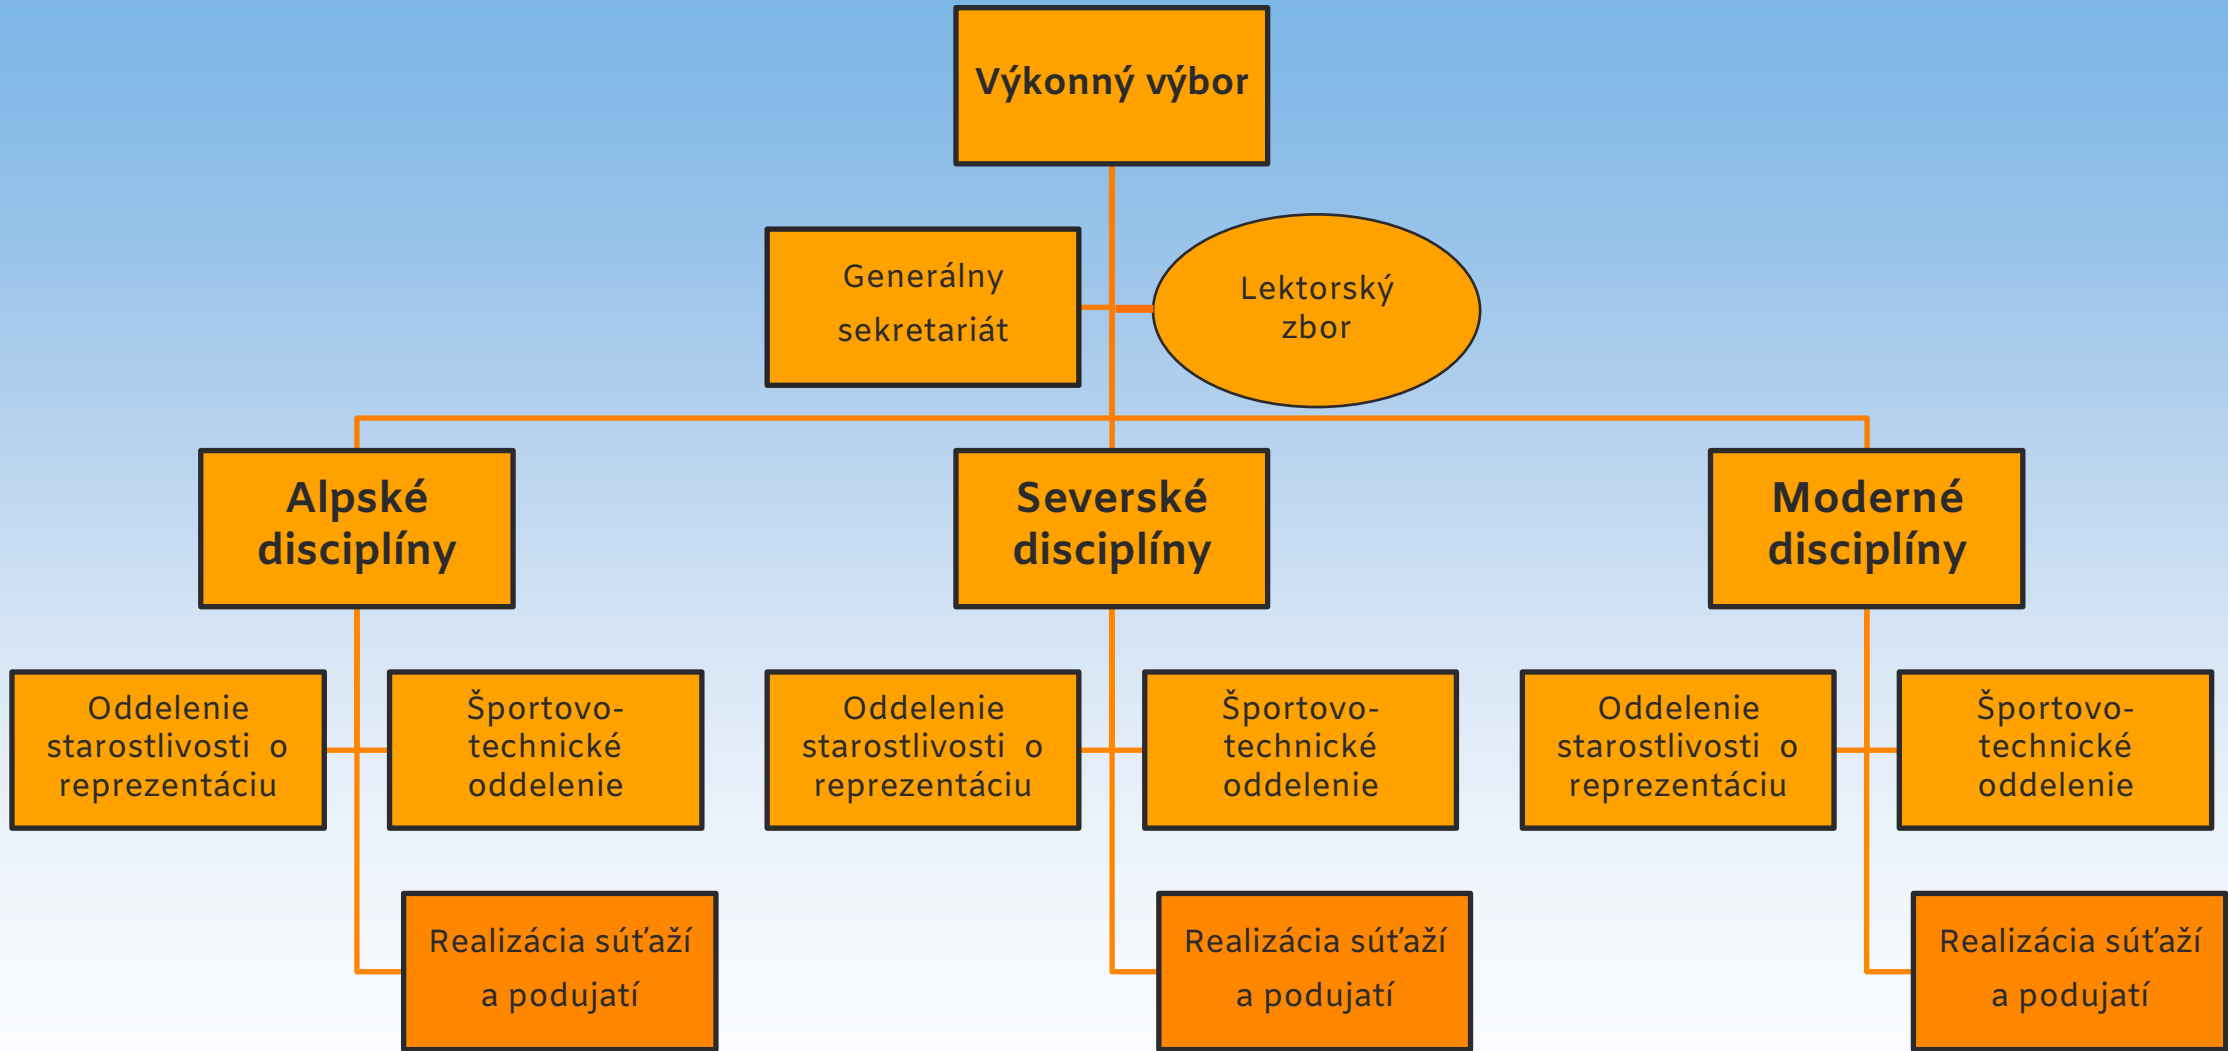 Výkonný výbor
Generálny
sekretariát
Lektorský
zbor
Alpské
disciplíny
Severské
disciplíny
Moderné
disciplíny
Oddelenie
starostlivosti o
reprezentáciu
Športovo-
technické
oddelenie
Oddelenie
starostlivosti o
reprezentáciu
Športovo-
technické
oddelenie
Oddelenie
starostlivosti o
reprezentáciu
Športovo-
technické
oddelenie
Realizácia súťaží
a podujatí
Realizácia súťaží
a podujatí
Realizácia súťaží
a podujatí